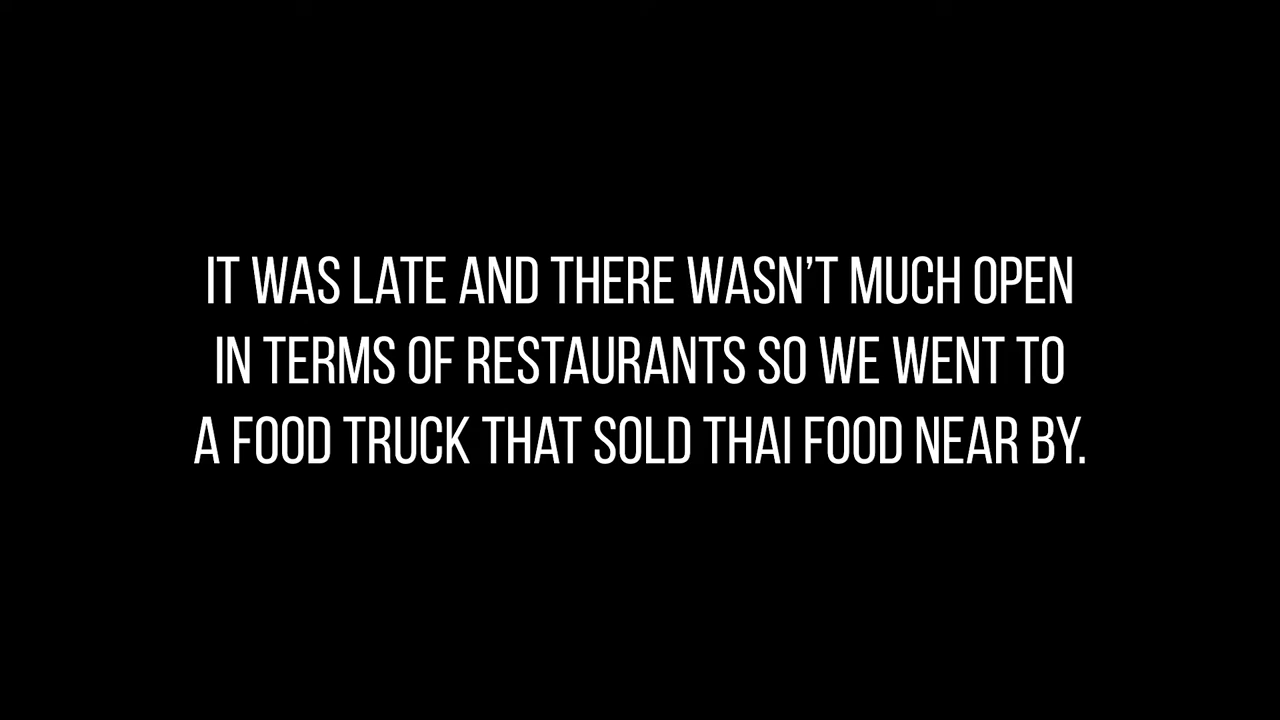 IT WAS LATE AND THERE WASN’T MUCH OPEN
IN TERMS OF RESTAURANTS SO WE WENT TO
A FOOD TRUCK THAT SOLD THAI FOOD NEAR BY.